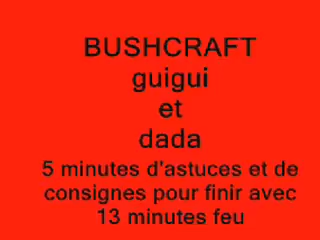 BUSHCRAFT
guigui
et
dada
5 minutes d'astuces et de
consignes pour finir avec
13 minutes feu